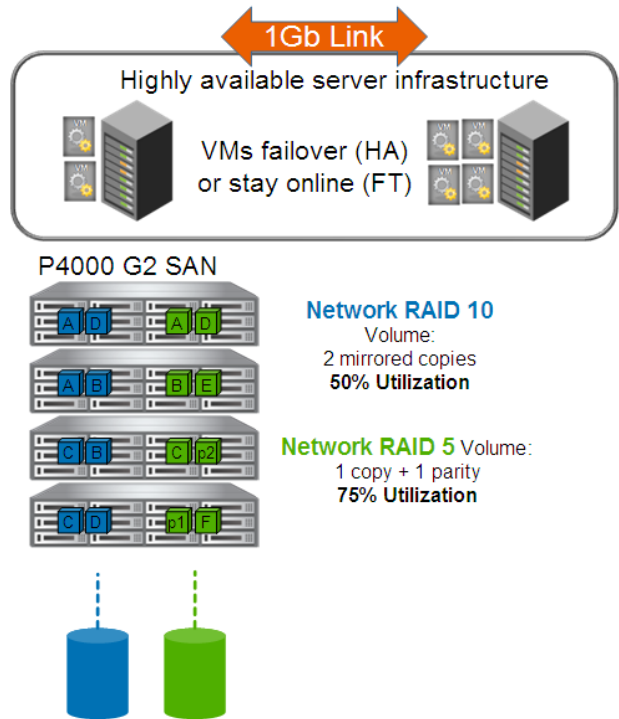 1Gb Link
Highly available server infrastructure
VM
VM
VMs failover (HA)
or stay online (FT)
VM
VM
VM
VM
P4000 G2 SAN
A D A D
A B B E
C B C p2
C D p1 F
Network RAID 10
Volume:
2 mirrored copies
50% Utilization
Network RAID 5 Volume:
1 copy + 1 parity
75% Utilization